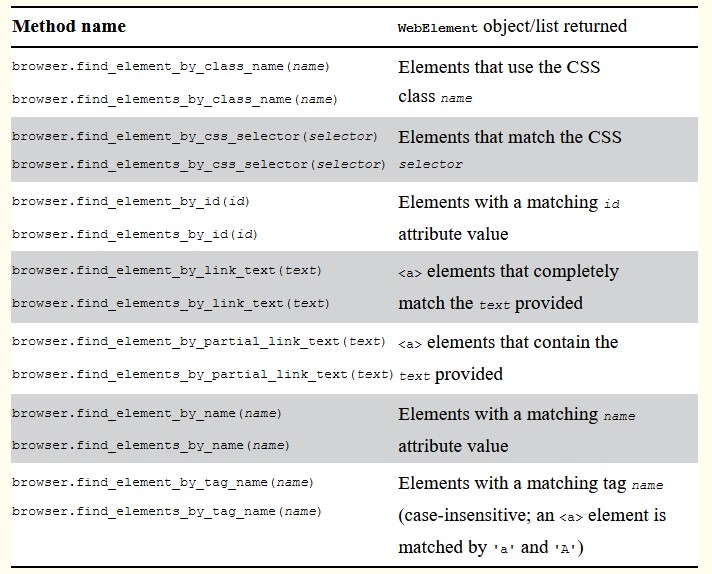 Method name WebElement object/list returned
browser.find_element_by_class_name(name) Elements that use the CSS
browser.find_elements_by_class_name(name) class name
browser.find_element_by_css_selector(selector) Elements that match the CSS
browser.find_elements_by_css_selector(selector) selector
browser.find_element_by_id(id) Elements with a matching id
browser.find_elements_by_id(id) attribute value
browser.find_element_by_link_text(text) <a> elements that completely
browser.find_elements_by_link_text(text) match the text provided
browser.find_element_by_partial_link_text(text) <a> elements that contain the
browser.find_elements_by_partial_link_text(text) text provided
browser.find_element_by_name(name) Elements with a matching name
browser.find_elements_by_name(name) attribute value
browser.find_element_by_tag_name(name) Elements with a matching tag name
browser.find_elements_by_tag_name(name) (case-insensitive; an <a> element is
matched by 'a' and 'A')